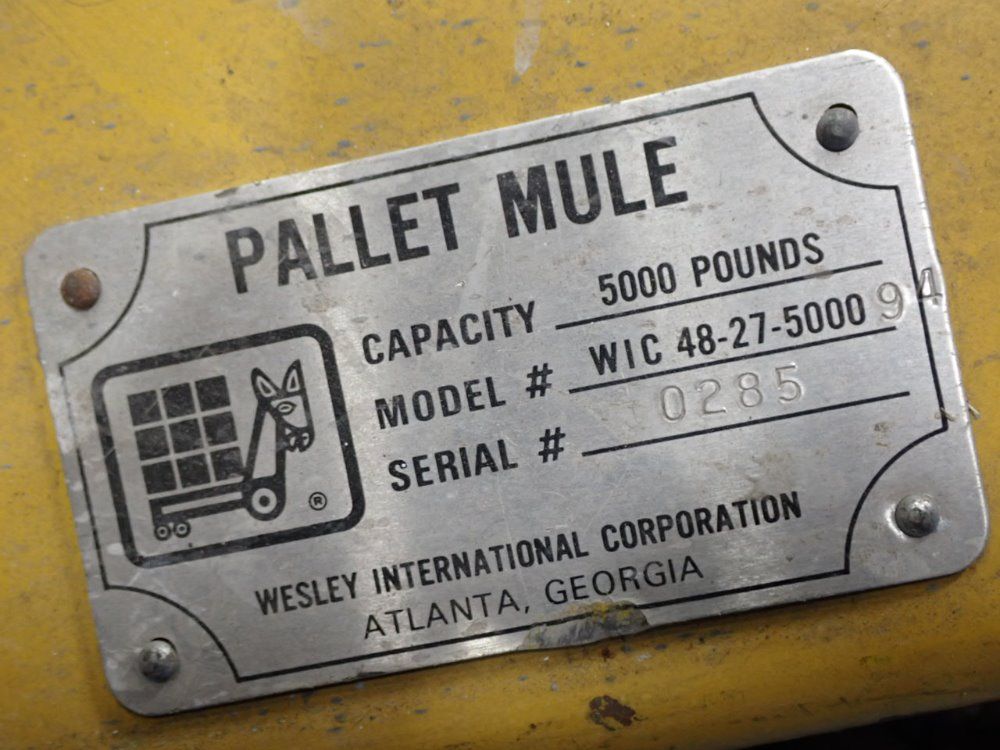 PALLET MULE
CAPACITY 5000 POUNDS
MODEL # WIC 48-27-5000 94
SERIAL # 0285
®
WESLEY INTERNATIONAL CORPORATION
ATLANTA, GEORGIA